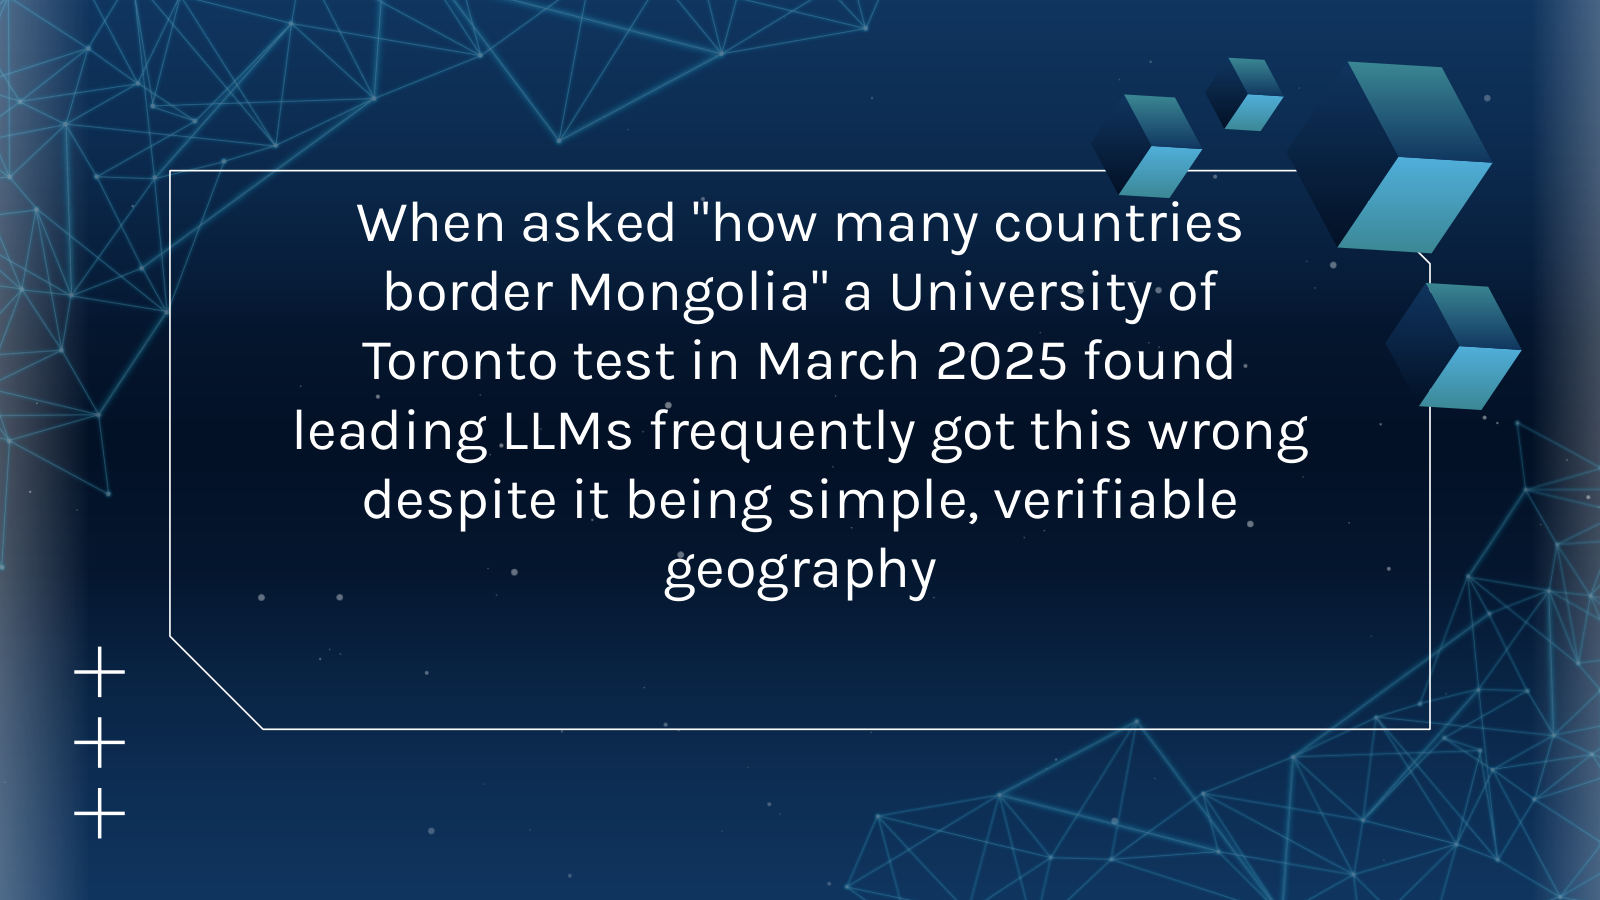 When asked "how many countries
border Mongolia" a University of
Toronto test in March 2025 found
leading LLMs frequently got this wrong
despite it being simple, verifiable
geography